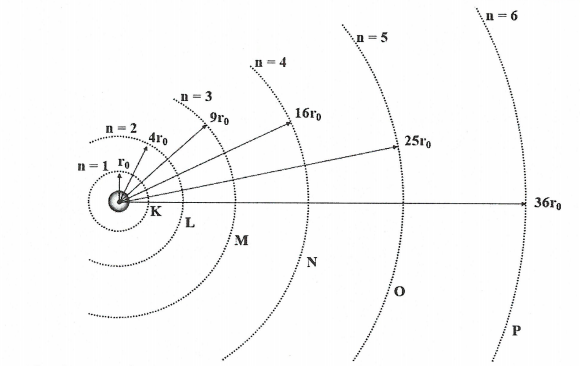 n = 6
n = 5
n = 4
n = 3
9r₀
16r₀
n = 2
4r₀
25r₀
n = 1
r₀
36r₀
K
L
M
N
O
P